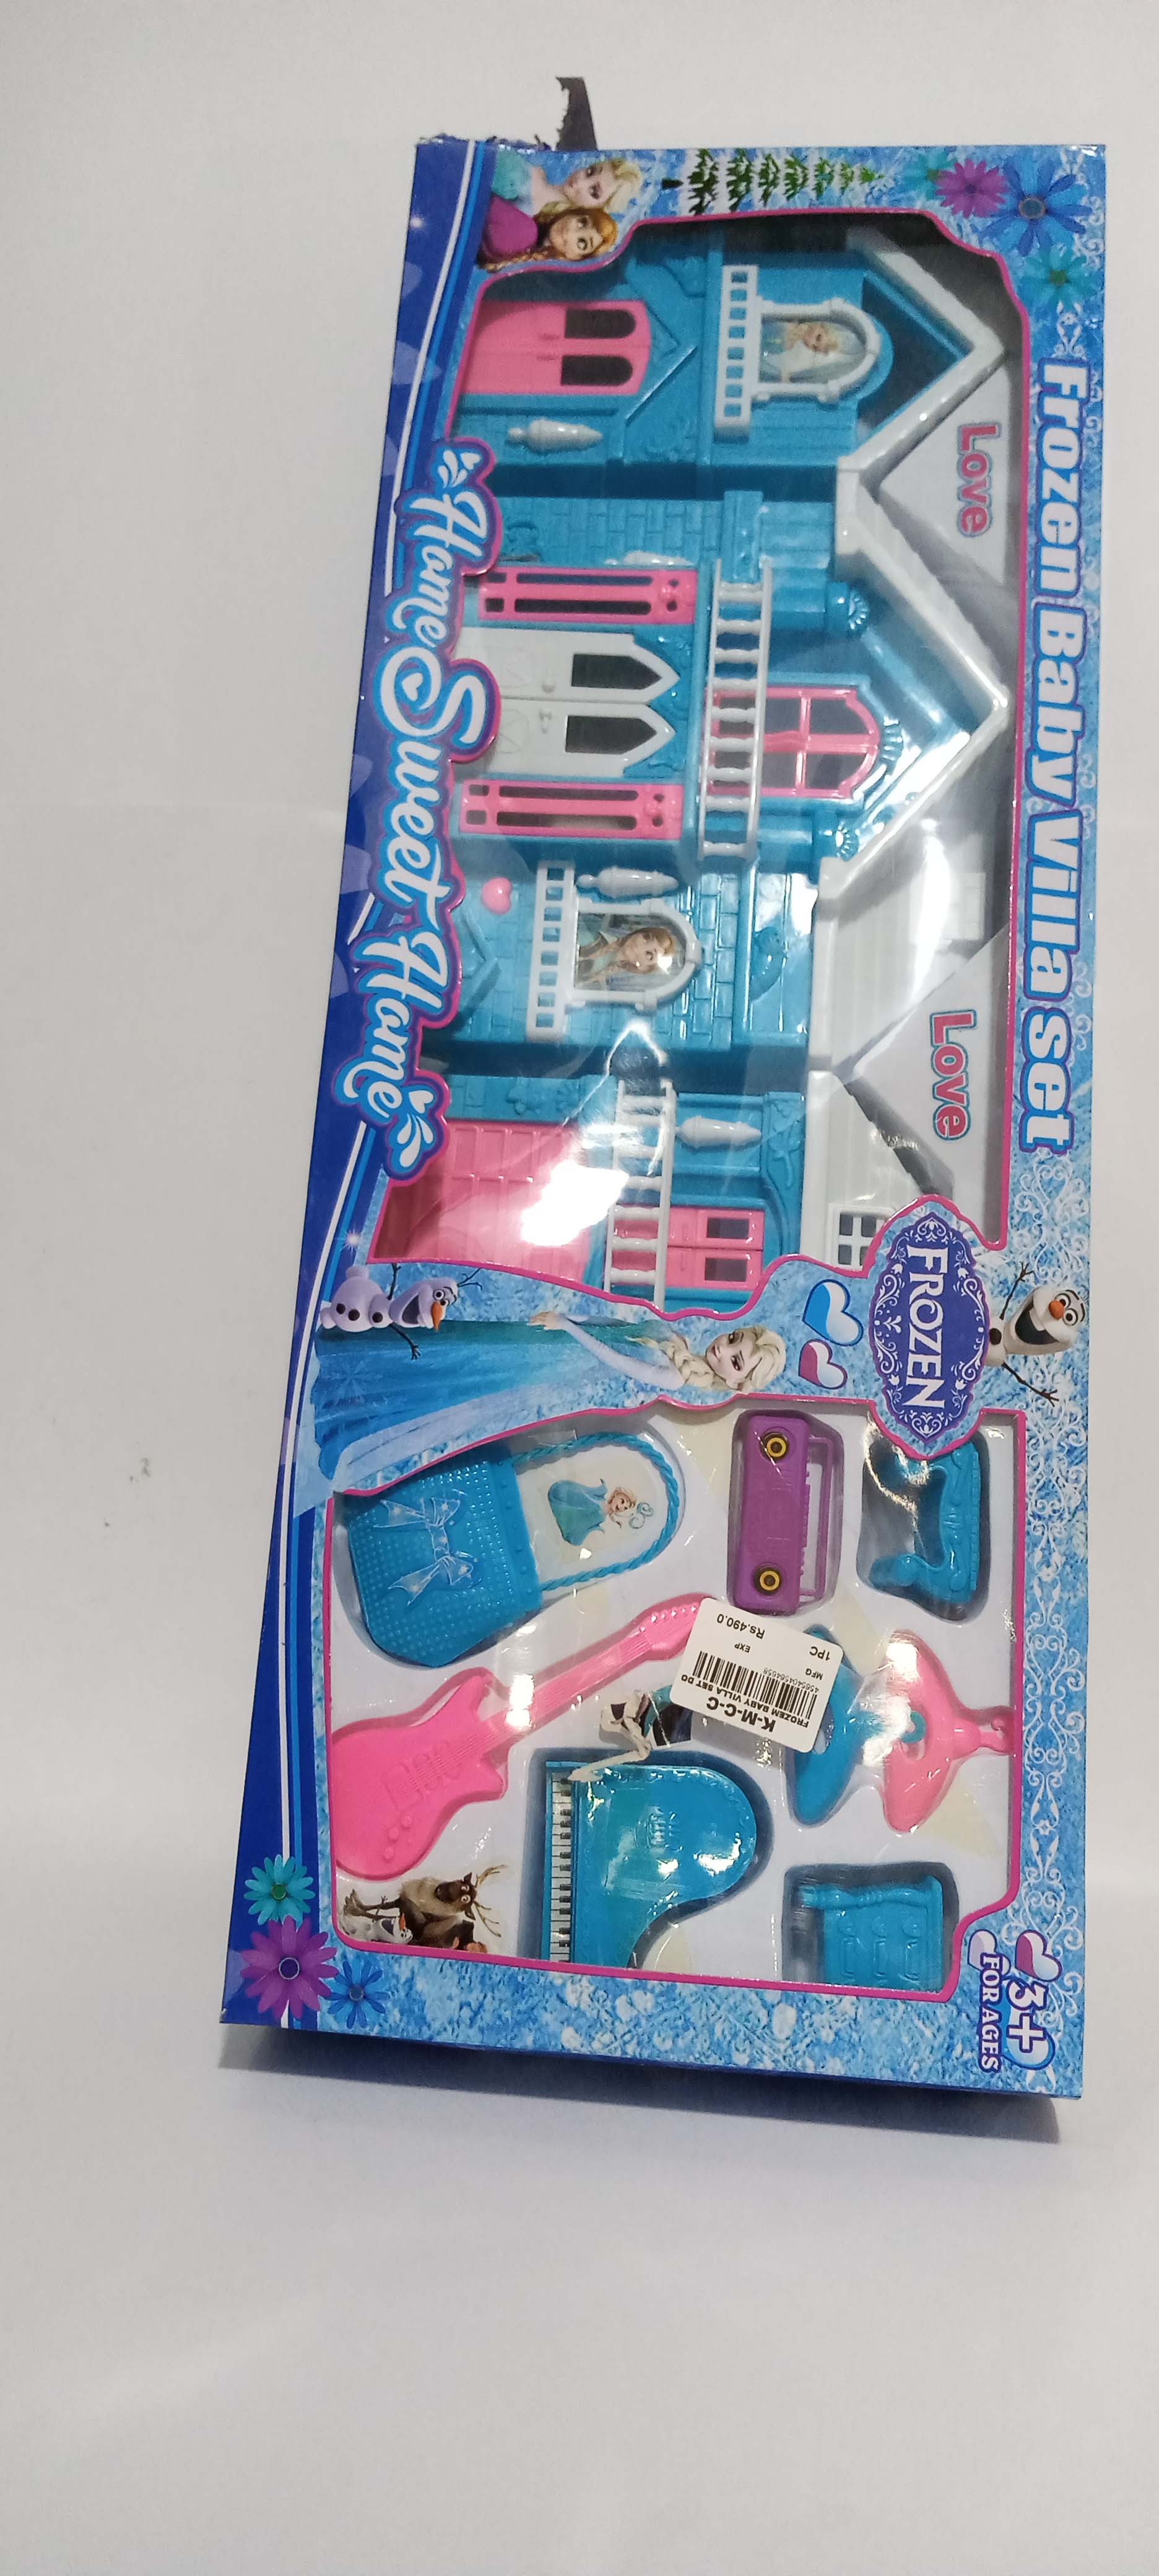 Frozen Baby Villa set
Love
Love
Home Sweet Home
FROZEN
3+
FOR AGES
K-M-C-C
FROZEM BABY VILLA SET DO
MFG
1PC
EXP
Rs.490.0